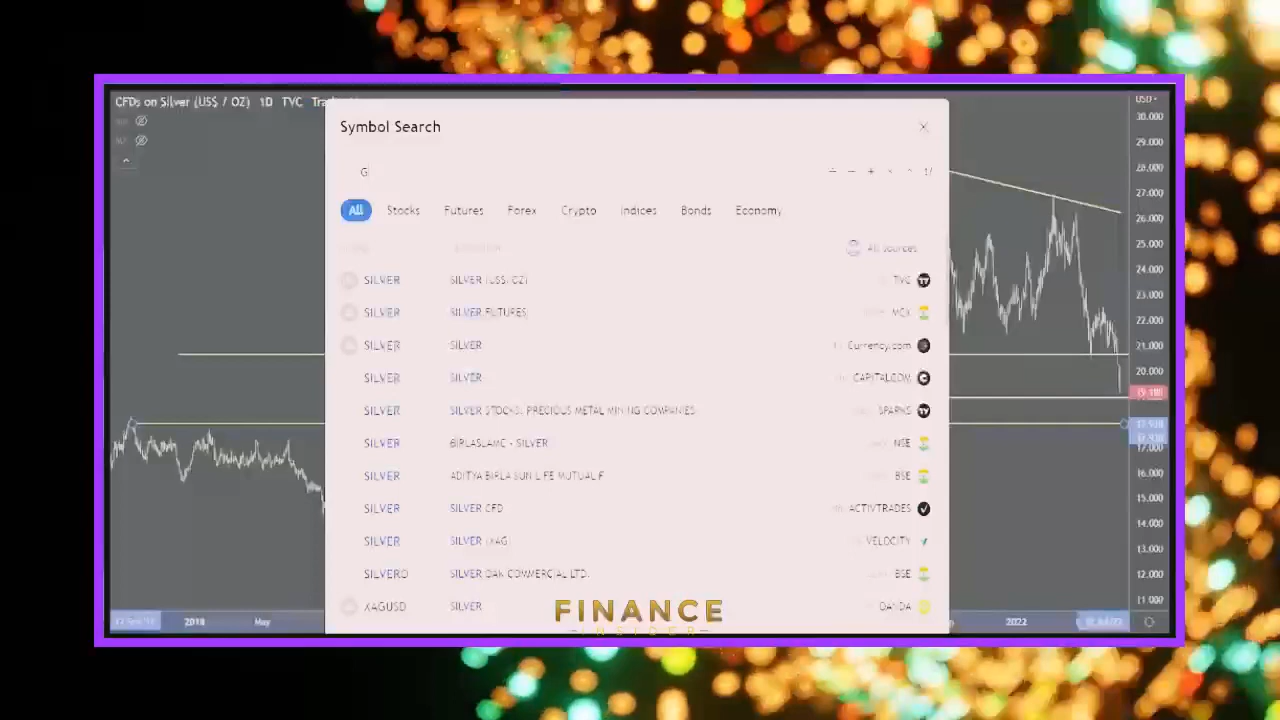 CFDs on Silver (US$ / OZ) 1D TVC
Symbol Search
G
All Stocks Futures Forex Crypto Indices Bonds Economy
All sources
SILVER SILVER (US$/OZ) TVC
SILVER SILVER FUTURES MCX
SILVER SILVER Currency.com
SILVER SILVER CAPITALCOM
SILVER SILVER STOCKS: PRECIOUS METAL MINING COMPANIES SPARKS
SILVER BIRLASLAMC - SILVER NSE
SILVER ADITYA BIRLA SUN LIFE MUTUAL F BSE
SILVER SILVER CFD ACTIVTRADES
SILVER SILVER VELOCITY
SILVERO SILVER OAK COMMERCIAL LTD. BSE
XAGUSD SILVER OANDA
USD
30.000
29.000
28.000
27.000
26.000
25.000
24.000
23.000
22.000
21.000
20.000
17.000
16.000
15.000
14.000
13.000
12.000
11.000
2018 May 2022
FINANCE
INSIDER